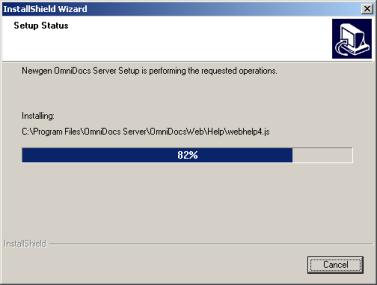 InstallShield Wizard
Setup Status
Newgen OmniDocs Server Setup is performing the requested operations.
Installing:
C:\Program Files\OmniDocs Server\OmniDocsWeb\Help\webhelp4.js
82%
InstallShield
Cancel